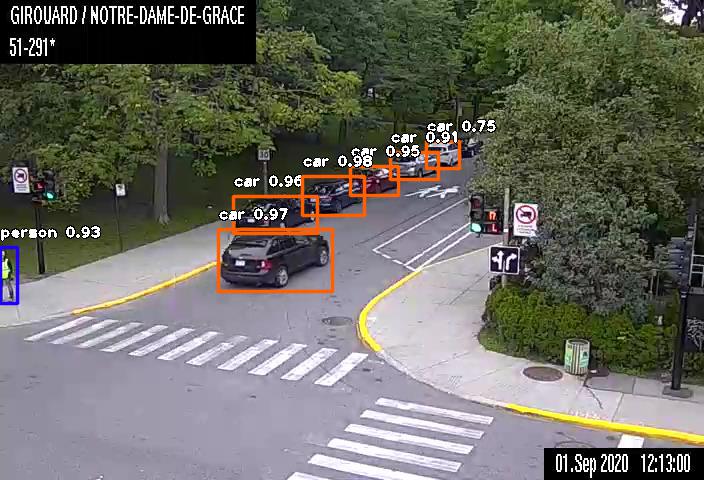 GIROUARD / NOTRE-DAME-DE-GRACE
51-291*
car 0.75
car 0.91
car 0.95
car 0.98
30
car 0.96
car 0.97
person 0.93
01.Sep 2020 12:13:00